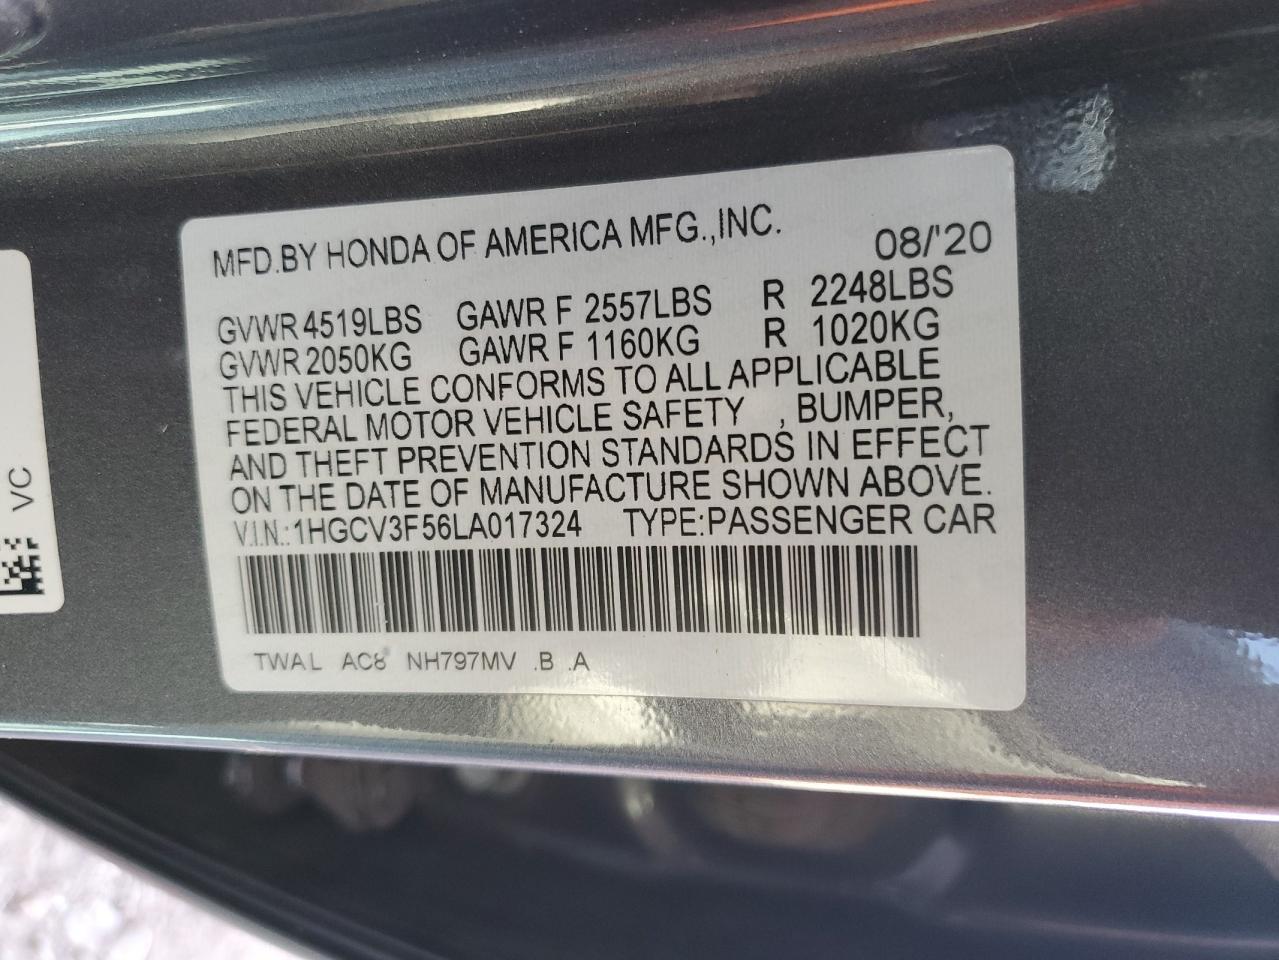 MFD.BY HONDA OF AMERICA MFG.,INC. 08/'20
GVWR 4519LBS GAWR F 2557LBS R 2248LBS
GVWR 2050KG GAWR F 1160KG R 1020KG
THIS VEHICLE CONFORMS TO ALL APPLICABLE
FEDERAL MOTOR VEHICLE SAFETY , BUMPER,
AND THEFT PREVENTION STANDARDS IN EFFECT
ON THE DATE OF MANUFACTURE SHOWN ABOVE.
V.I.N.:1HGCV3F56LA017324 TYPE:PASSENGER CAR
TWAL AC8 NH797MV .B .A
VC